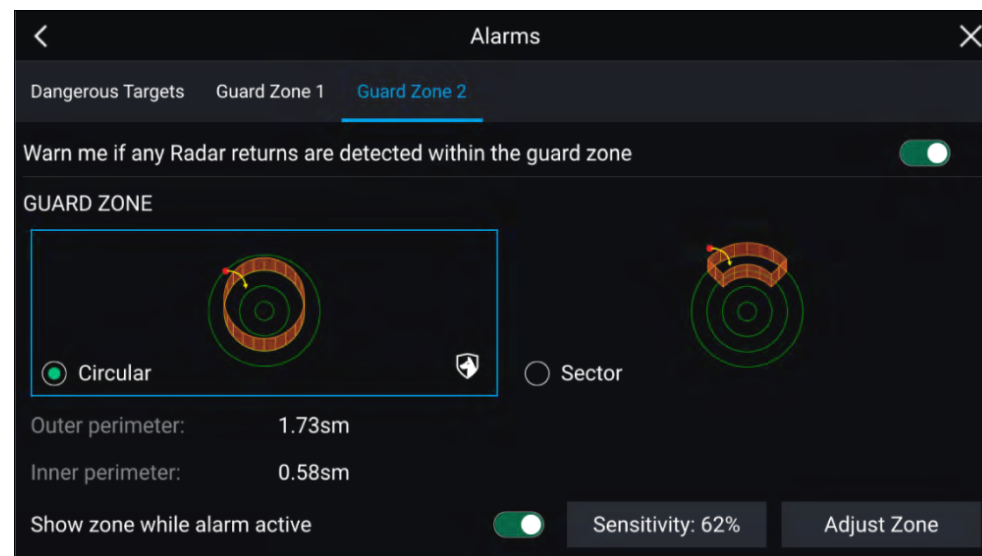 Alarms
Dangerous Targets Guard Zone 1 Guard Zone 2
Warn me if any Radar returns are detected within the guard zone
GUARD ZONE
Circular Sector
Outer perimeter: 1.73sm
Inner perimeter: 0.58sm
Show zone while alarm active Sensitivity: 62% Adjust Zone